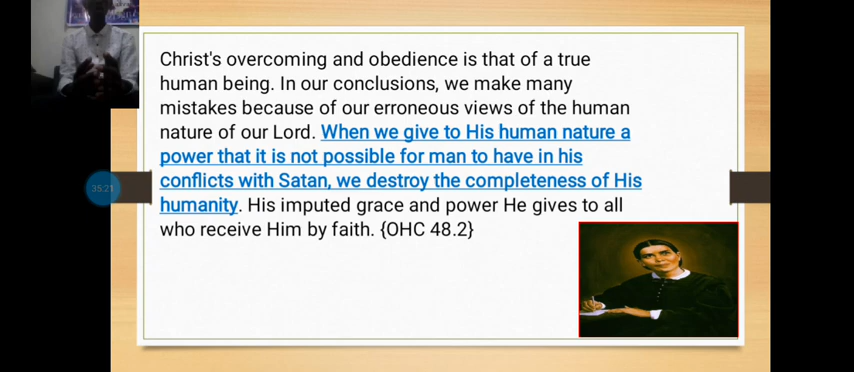 Christ's overcoming and obedience is that of a true
human being. In our conclusions, we make many
mistakes because of our erroneous views of the human
nature of our Lord. When we give to His human nature a
power that it is not possible for man to have in his
conflicts with Satan, we destroy the completeness of His
humanity. His imputed grace and power He gives to all
who receive Him by faith. {OHC 48.2}
35:21